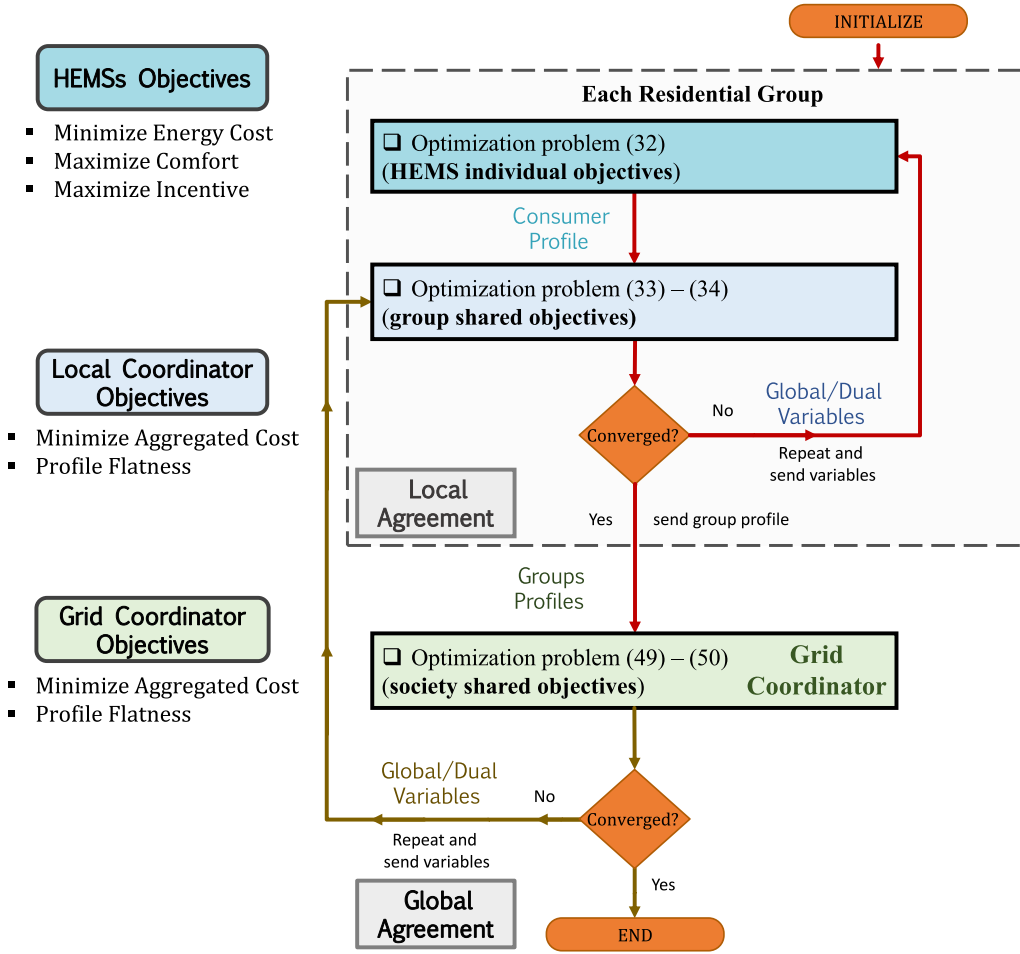 INITIALIZE
HEMSs Objectives
▪ Minimize Energy Cost
▪ Maximize Comfort
▪ Maximize Incentive
Each Residential Group
❑ Optimization problem (32)
(HEMS individual objectives)
Consumer
Profile
❑ Optimization problem (33) – (34)
(group shared objectives)
Local Coordinator
Objectives
▪ Minimize Aggregated Cost
▪ Profile Flatness
Converged?
No
Global/Dual
Variables
Repeat and
send variables
Local
Agreement
Yes
send group profile
Groups
Profiles
Grid Coordinator
Objectives
▪ Minimize Aggregated Cost
▪ Profile Flatness
❑ Optimization problem (49) – (50)
(society shared objectives)
Grid
Coordinator
Global/Dual
Variables
No
Repeat and
send variables
Converged?
Global
Agreement
Yes
END